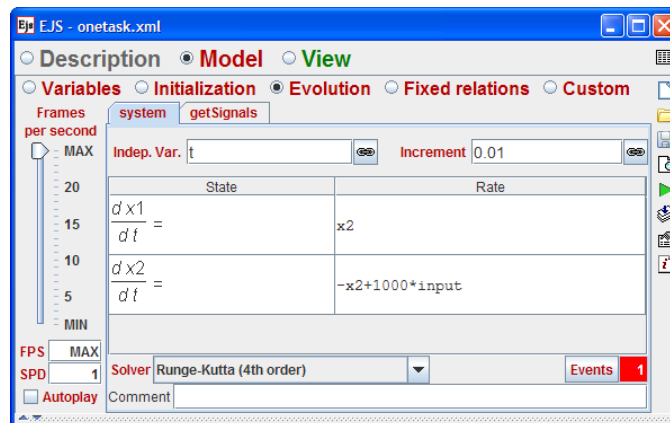 Ejs EJS - onetask.xml
Description Model View
Variables Initialization Evolution Fixed relations Custom
Frames
per second
MAX
20
15
10
5
MIN
FPS MAX
SPD 1
Autoplay
system getSignals
Indep. Var. t Increment 0.01
State Rate
d x1
d t = x2
d x2
d t = -x2+1000*input
Solver Runge-Kutta (4th order) Events 1
Comment